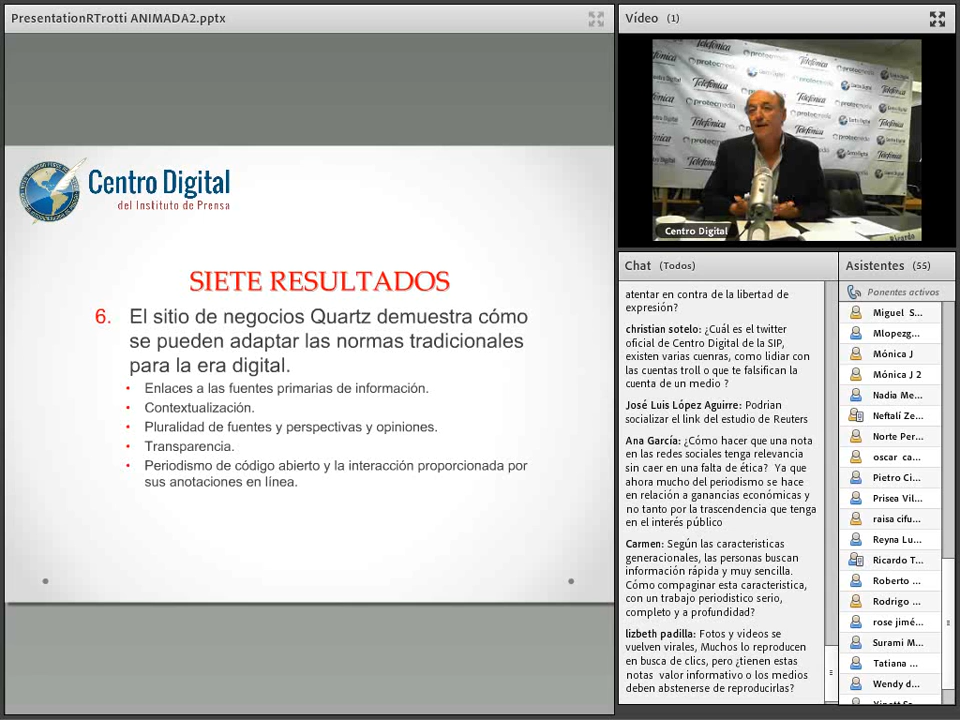 PresentationRTrotti ANIMADA2.pptx
Centro Digital
del Instituto de Prensa
SIETE RESULTADOS
6. El sitio de negocios Quartz demuestra cómo
se pueden adaptar las normas tradicionales
para la era digital.
• Enlaces a las fuentes primarias de información.
• Contextualización.
• Pluralidad de fuentes y perspectivas y opiniones.
• Transparencia.
• Periodismo de código abierto y la interacción proporcionada por
sus anotaciones en línea.
Vídeo (1)
Telefónica
protecmedia
Centro Digital
Ricardo
Centro Digital
Chat (Todos)
atentar en contra de la libertad de
expresión?
christian sotelo: ¿Cuál es el twitter
oficial de Centro Digital de la SIP,
existen varias cuenras, como lidiar con
las cuentas troll o que te falsifican la
cuenta de un medio ?
José Luis López Aguirre: Podrian
socializar el link del estudio de Reuters
Ana García: ¿Cómo hacer que una nota
en las redes sociales tenga relevancia
sin caer en una falta de ética? Ya que
ahora mucho del periodismo se hace
en relación a ganancias económicas y
no tanto por la trascendencia que tenga
en el interés público
Carmen: Según las caracteristicas
generacionales, las personas buscan
información rápida y muy sencilla.
Cómo compaginar esta caracteristica,
con un trabajo periodistico serio,
completo y a profundidad?
lizbeth padilla: Fotos y videos se
vuelven virales, Muchos lo reproducen
en busca de clics, pero ¿tienen estas
notas valor informativo o los medios
deben abstenerse de reproducirlas?
Asistentes (55)
Ponentes activos
Miguel S...
Mlopezg...
Mónica J
Mónica J 2
Nadia Me...
Neftalí Ze...
Norte Per...
oscar ca...
Pietro Ci...
Prisea Vil...
raisa cifu...
Reyna Lu...
Ricardo T...
Roberto ...
Rodrigo ...
rose jimé...
Surami M...
Tatiana ...
Wendy d...